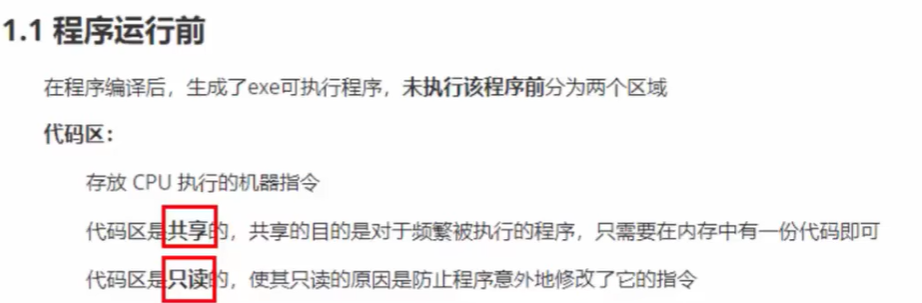 1.1 程序运行前
在程序编译后，生成了exe可执行程序，未执行该程序前分为两个区域
代码区：
存放 CPU 执行的机器指令
代码区是共享的，共享的目的是对于频繁被执行的程序，只需要在内存中有一份代码即可
代码区是只读的，使其只读的原因是防止程序意外地修改了它的指令